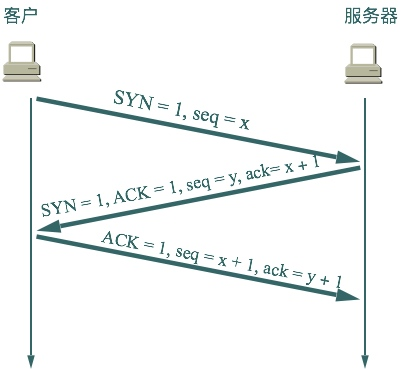 客户
服务器
SYN = 1, seq = x
SYN = 1, ACK = 1, seq = y, ack= x + 1
ACK = 1, seq = x + 1, ack = y + 1